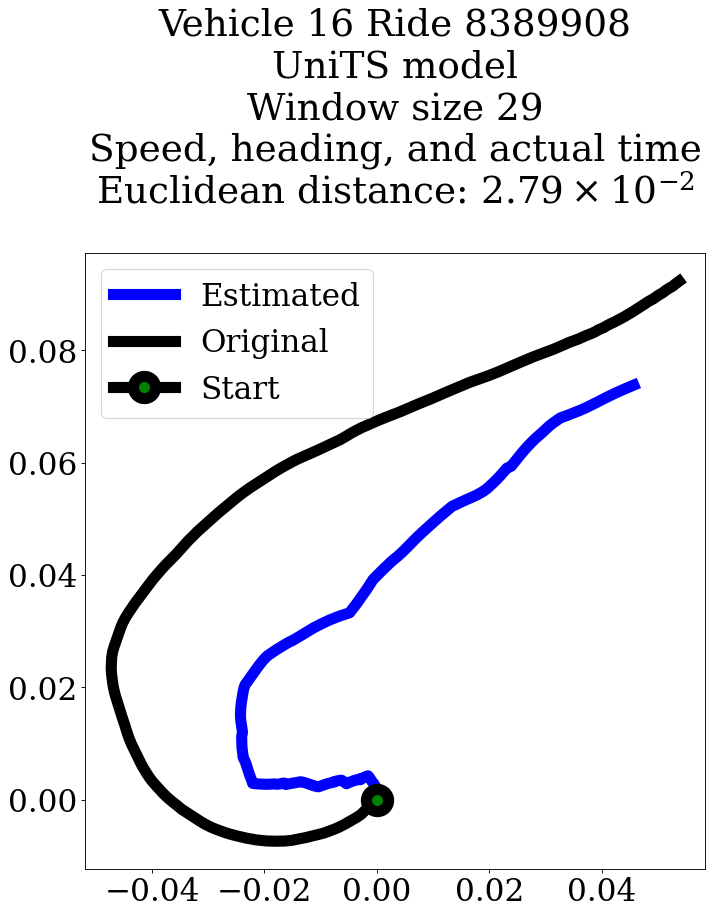 Vehicle 16 Ride 8389908
UniTS model
Window size 29
Speed, heading, and actual time
Euclidean distance: 2.79 × 10⁻²
Estimated
Original
Start
0.08
0.06
0.04
0.02
0.00
−0.04 −0.02 0.00 0.02 0.04